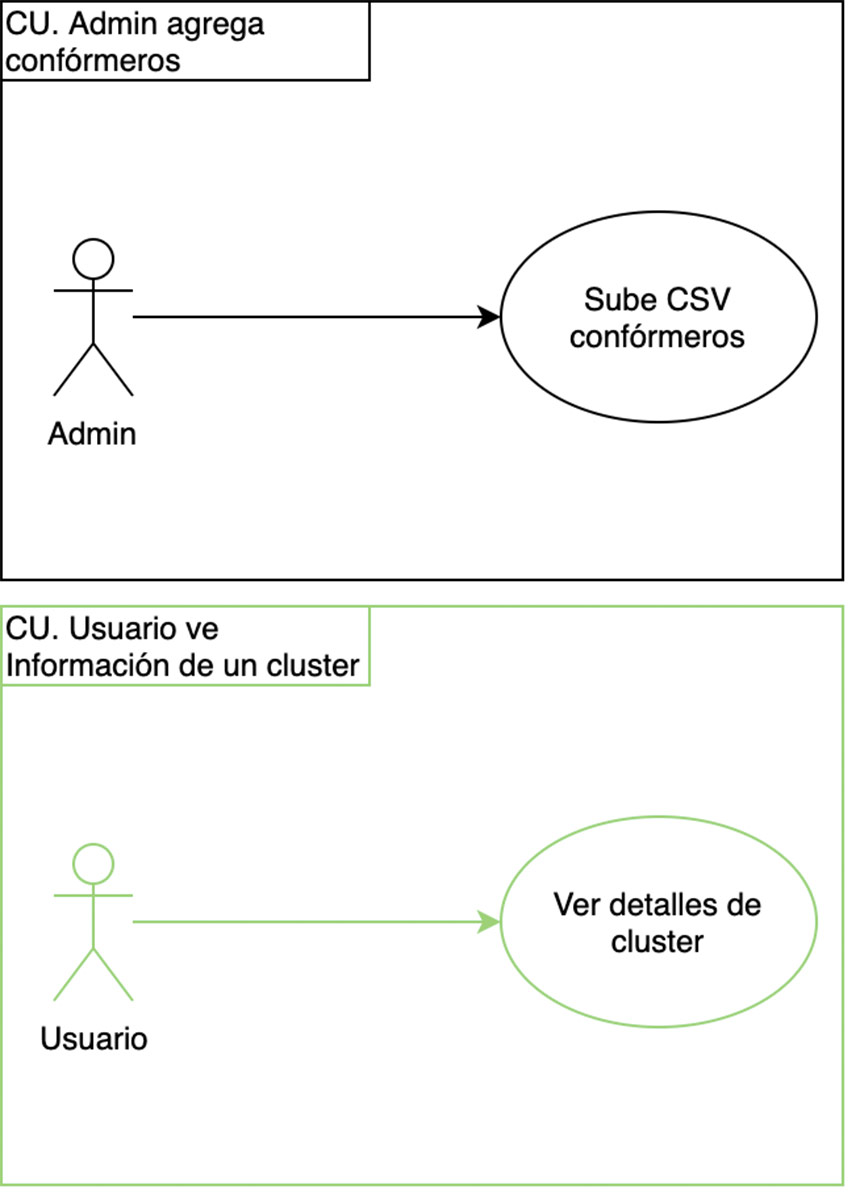 CU. Admin agrega
confórmeros
Sube CSV
confórmeros
Admin
CU. Usuario ve
Información de un cluster
Ver detalles de
cluster
Usuario